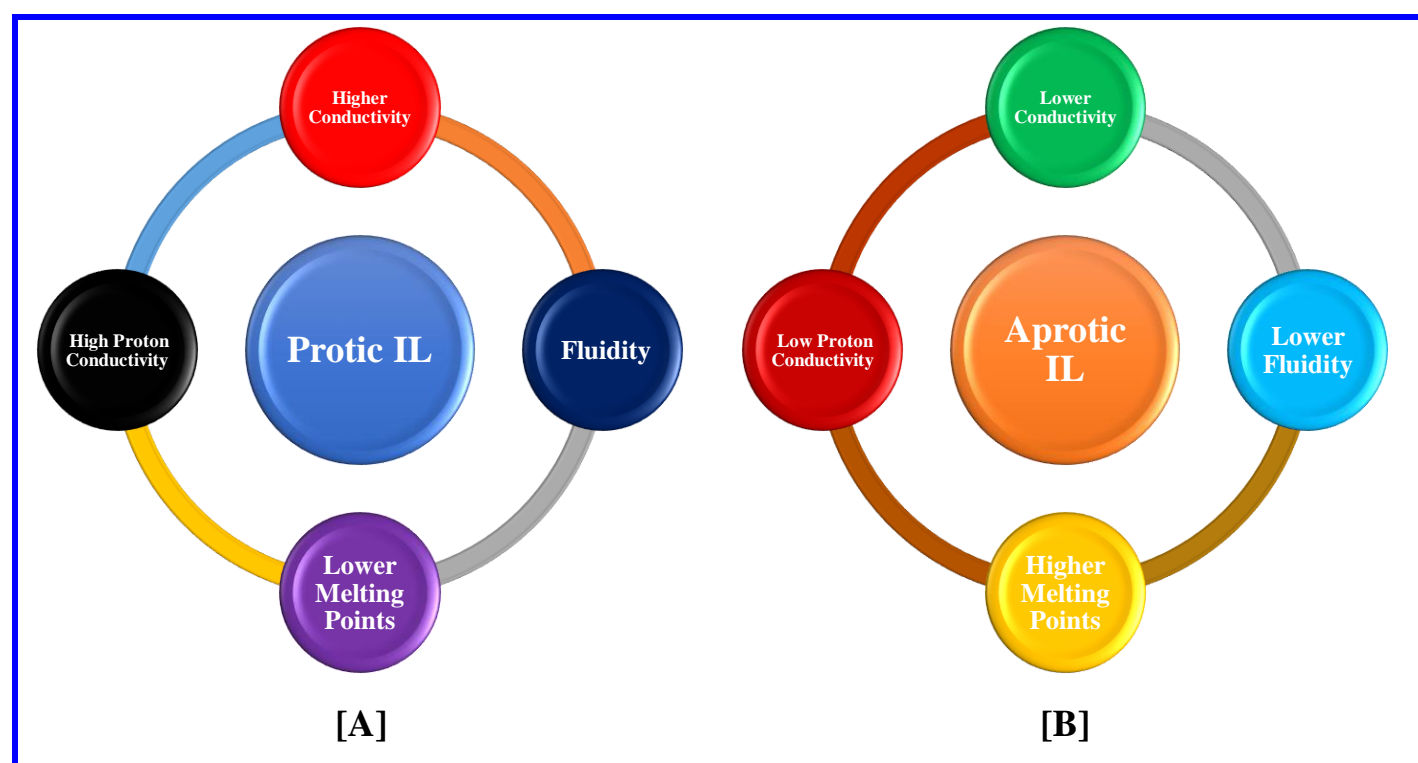 Higher
Conductivity
High Proton
Conductivity
Protic IL
Fluidity
Lower
Melting
Points
[A]
Lower
Conductivity
Low Proton
Conductivity
Aprotic
IL
Lower
Fluidity
Higher
Melting
Points
[B]